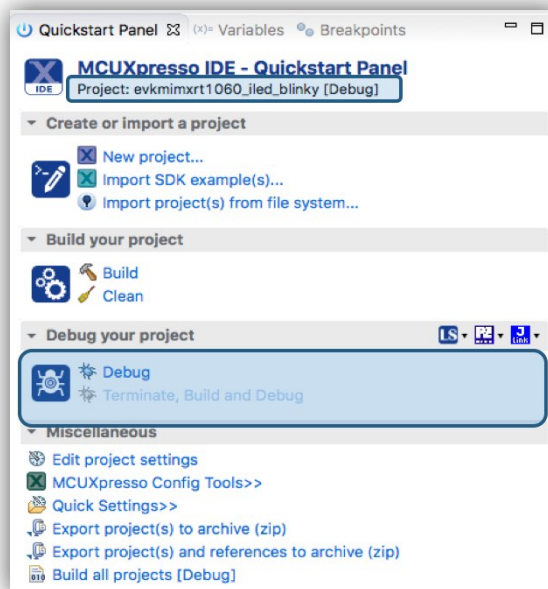 Quickstart Panel (x)= Variables Breakpoints
MCUXpresso IDE - Quickstart Panel
IDE
Project: evkmimxrt1060_iled_blinky [Debug]
Create or import a project
New project...
Import SDK example(s)...
Import project(s) from file system...
Build your project
Build
Clean
Debug your project LS PE J Link
Debug
Terminate, Build and Debug
Miscellaneous
Edit project settings
MCUXpresso Config Tools>>
Quick Settings>>
Export project(s) to archive (zip)
Export project(s) and references to archive (zip)
010 Build all projects [Debug]